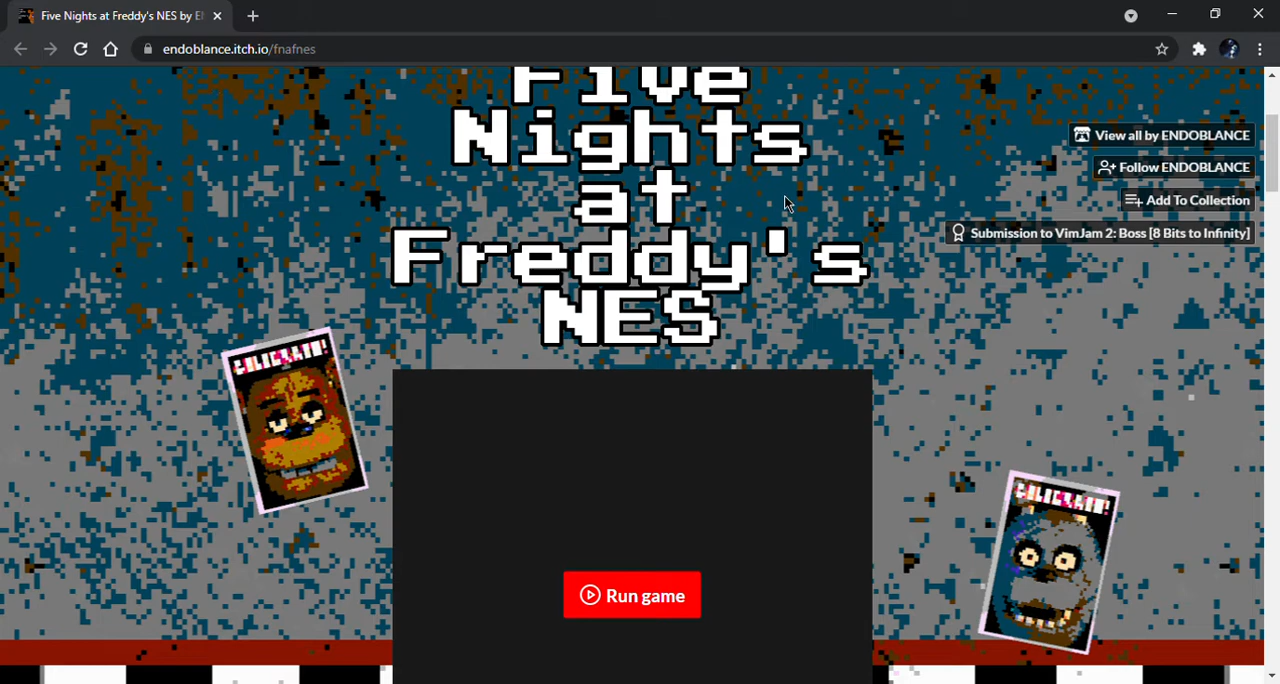 Five Nights at Freddy's NES by E
endoblance.itch.io/fnafnes
Five
Nights
at
Freddy's
NES
View all by ENDOBLANCE
Follow ENDOBLANCE
Add To Collection
Submission to VimJam 2: Boss [8 Bits to Infinity]
Run game